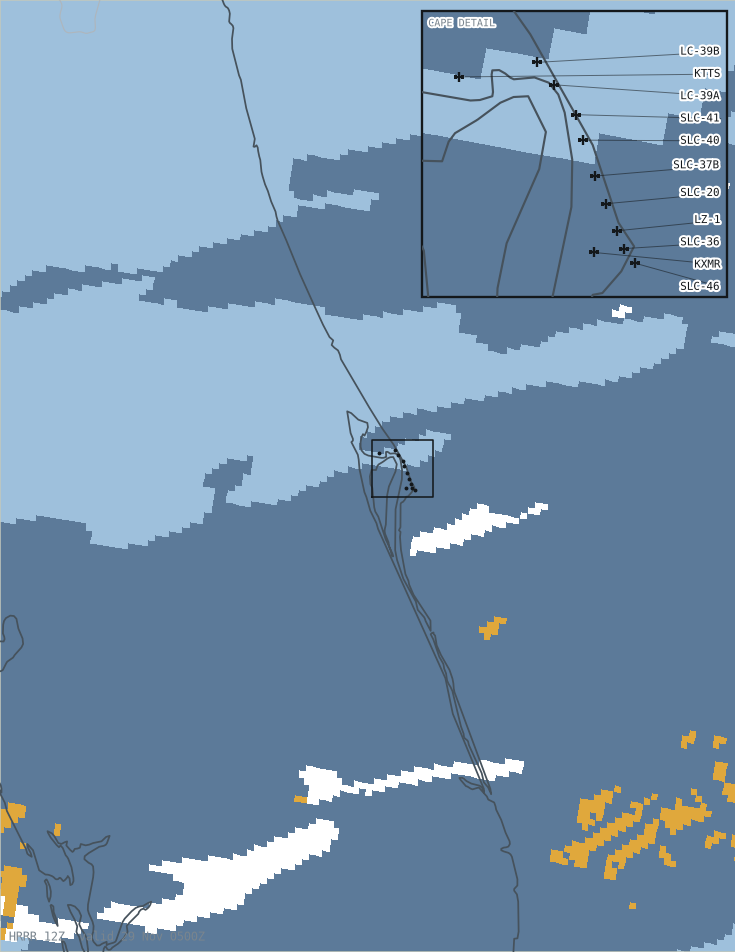 CAPE DETAIL
LC-39B
KTTS
LC-39A
SLC-41
SLC-40
SLC-37B
SLC-20
LZ-1
SLC-36
KXMR
SLC-46
HRRR 12Z